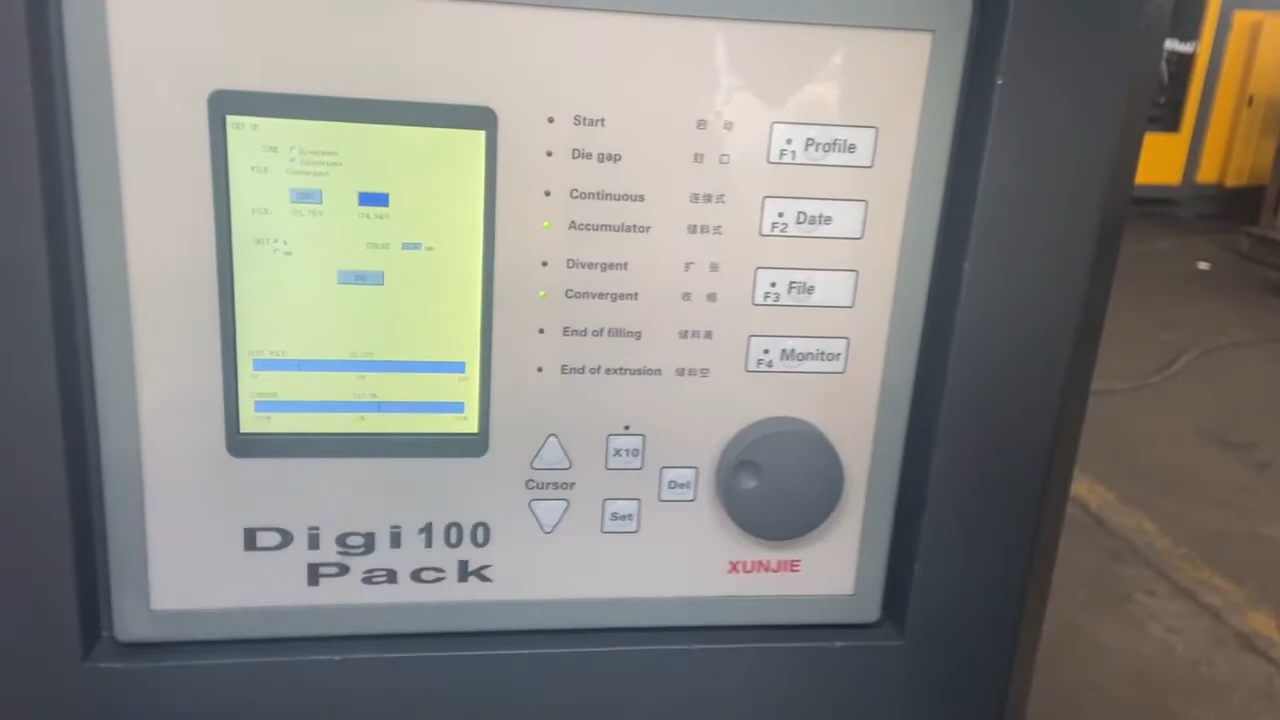 Start 启 动
Die gap 封 口
Continuous 连续式
Accumulator 储料式
Divergent 扩 张
Convergent 收 缩
End of filling 储料满
End of extrusion 储料空
F1 Profile
F2 Date
F3 File
F4 Monitor
X10
Cursor
Del
Set
Digi100
Pack
XUNJIE